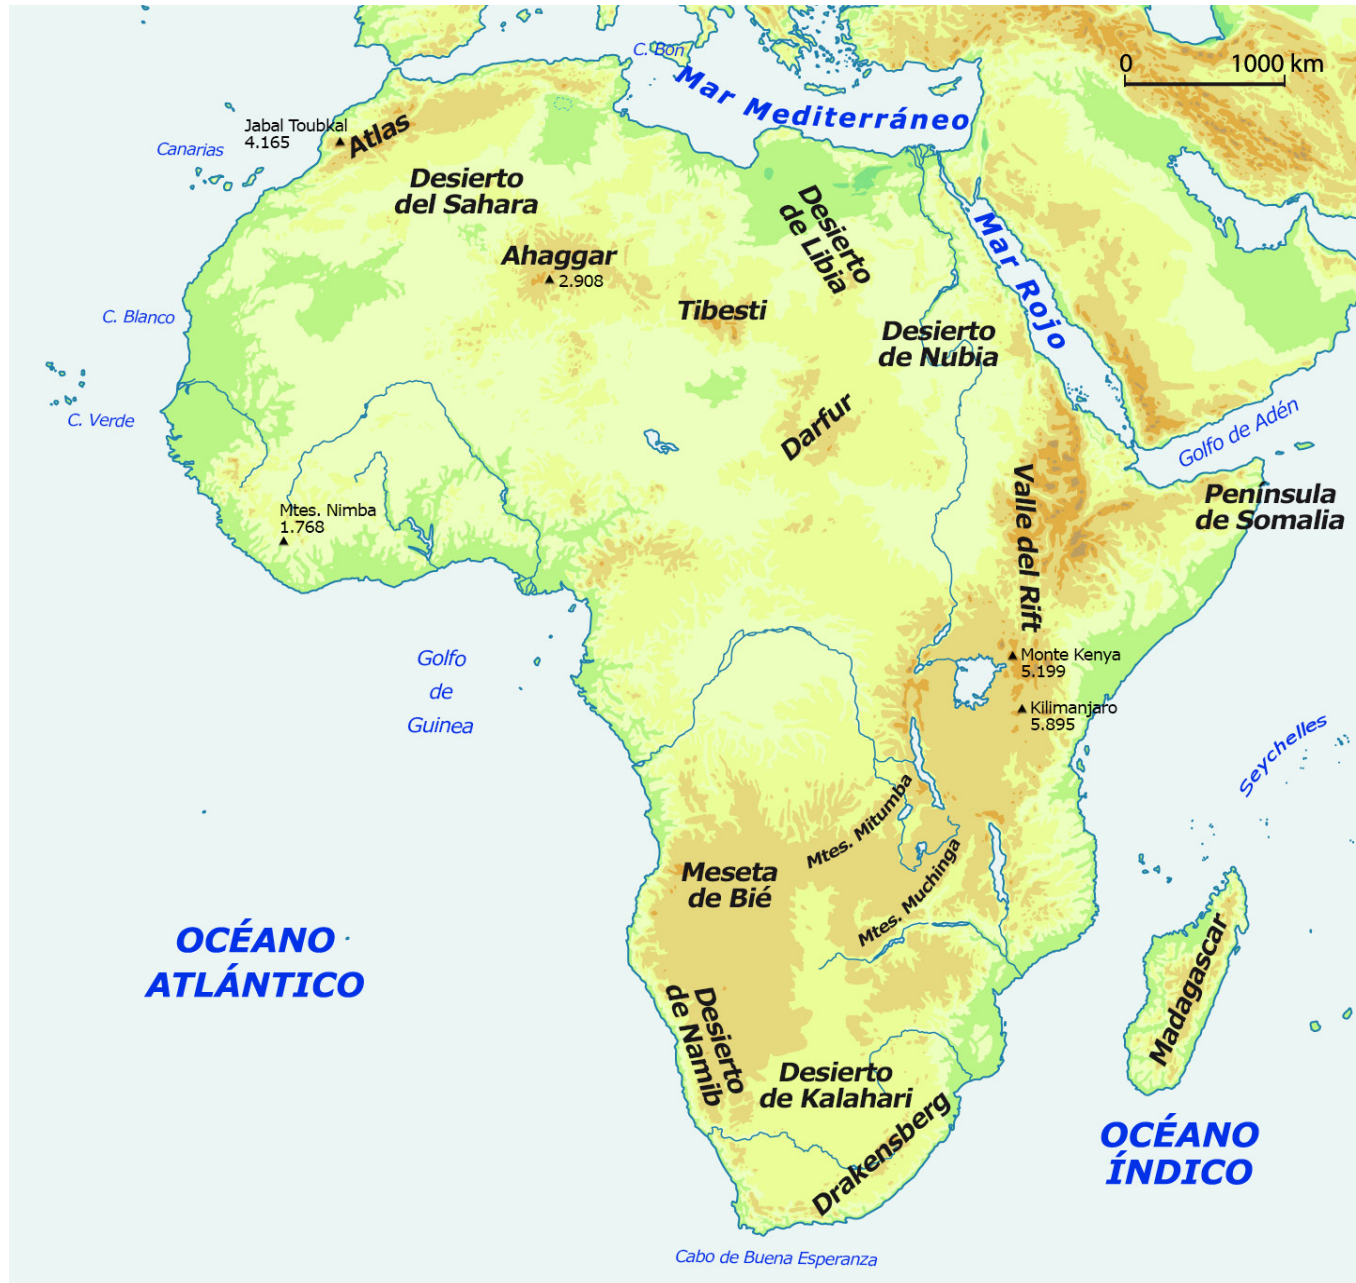 C. Bon
Mar Mediterráneo
0 1000 km
Jabal Toubkal
4.165
Atlas
Canarias
Desierto
del Sahara
Desierto
de Libia
Mar Rojo
Ahaggar
2.908
Tibesti
C. Blanco
Desierto
de Nubia
C. Verde
Darfur
Golfo de Adén
Valle del Rift
Península
de Somalia
Mtes. Nimba
1.768
Golfo
de
Guinea
Monte Kenya
5.199
Kilimanjaro
5.895
Seychelles
Mtes. Mitumba
Meseta
de Bié
Mtes. Muchinga
OCÉANO
ATLÁNTICO
Madagascar
Desierto
de Namib
Desierto
de Kalahari
Drakensberg
OCÉANO
ÍNDICO
Cabo de Buena Esperanza